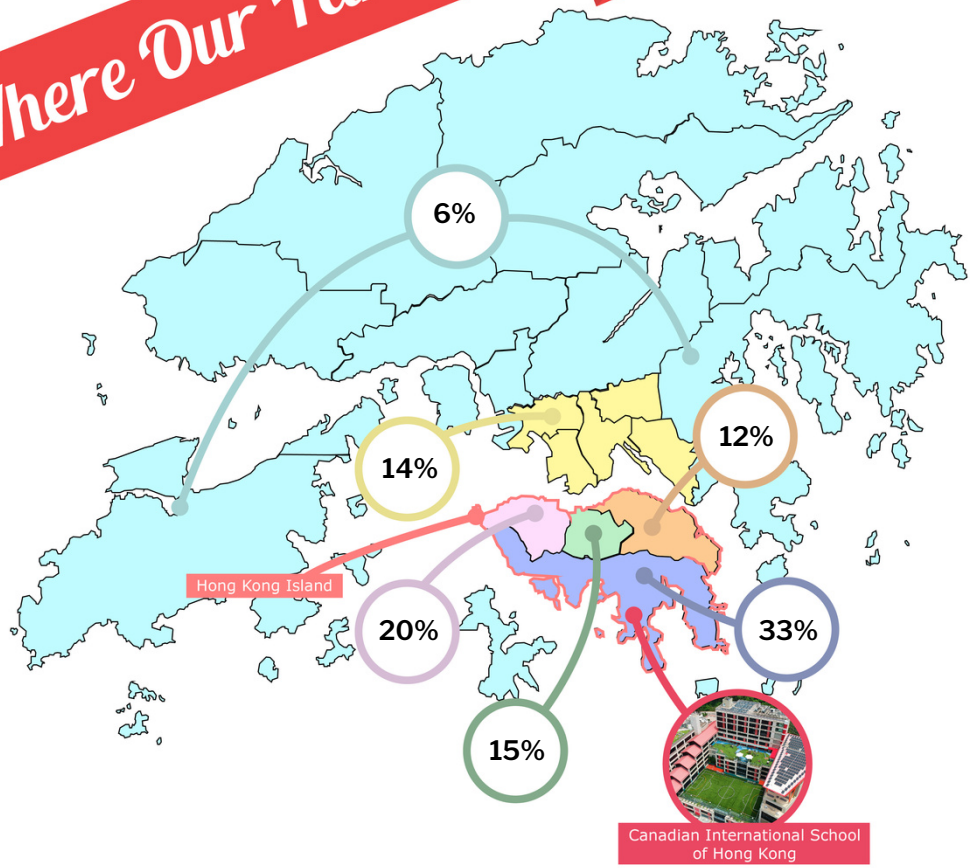 here Our
6%
12%
14%
Hong Kong Island
20%
33%
15%
Canadian International School
of Hong Kong